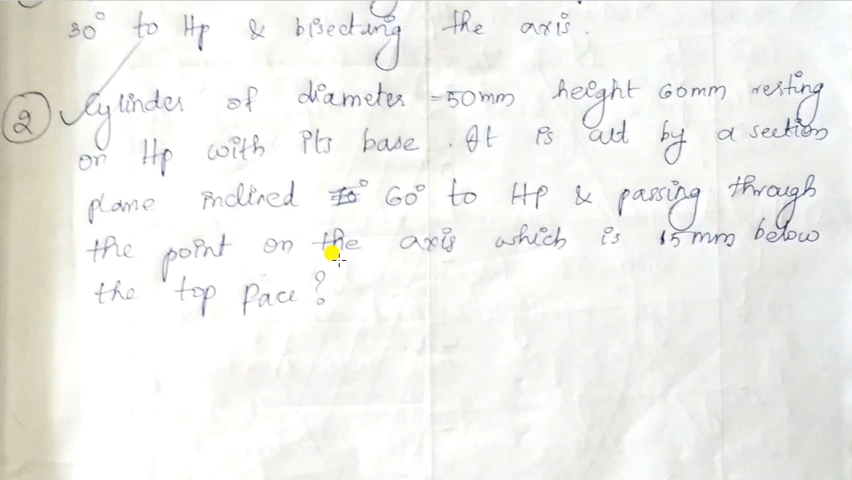 30° to Hp & bisecting the axis.
② Cylinder of diameter = 50mm height 60mm resting
on Hp with its base. It is cut by a section
plane inclined 60° to HP & passing through
the point on the axis which is 15mm below
the top face?